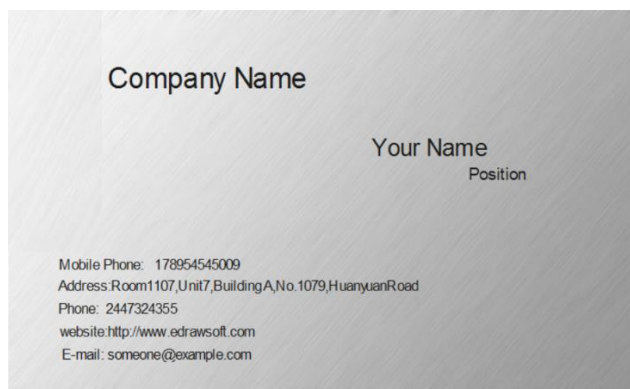 Company Name
Your Name
Position
Mobile Phone: 178954545009
Address:Room1107,Unit7,Building A,No.1079,HuanyuanRoad
Phone: 2447324355
website:http://www.edrawsoft.com
E-mail: someone@example.com